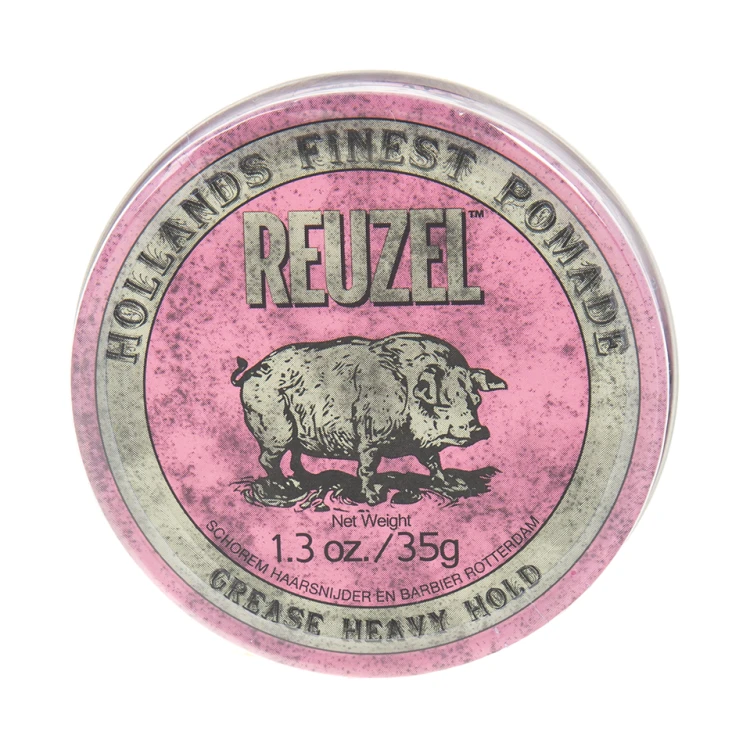 HOLLANDS FINEST POMADE
REUZEL™
Net Weight
1.3 oz./35g
SCHOREM HAARSNIJDER EN BARBIER ROTTERDAM
GREASE HEAVY HOLD